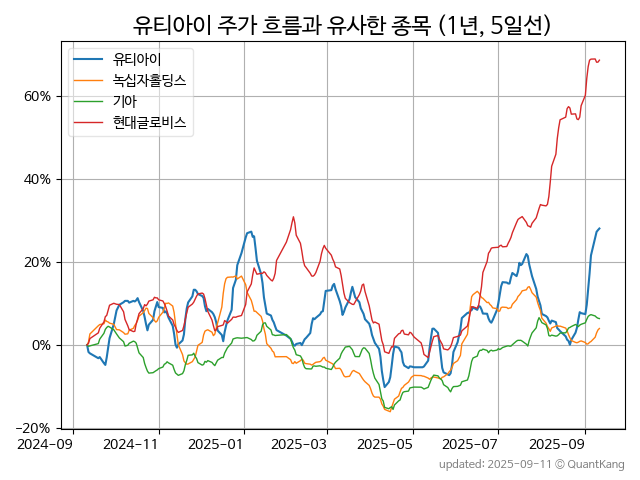 유티아이 주가 흐름과 유사한 종목 (1년, 5일선)
유티아이
녹십자홀딩스
기아
현대글로비스
60%
40%
20%
0%
−20%
2024-09
2024-11
2025-01
2025-03
2025-05
2025-07
2025-09
updated: 2025-09-11 © QuantKang